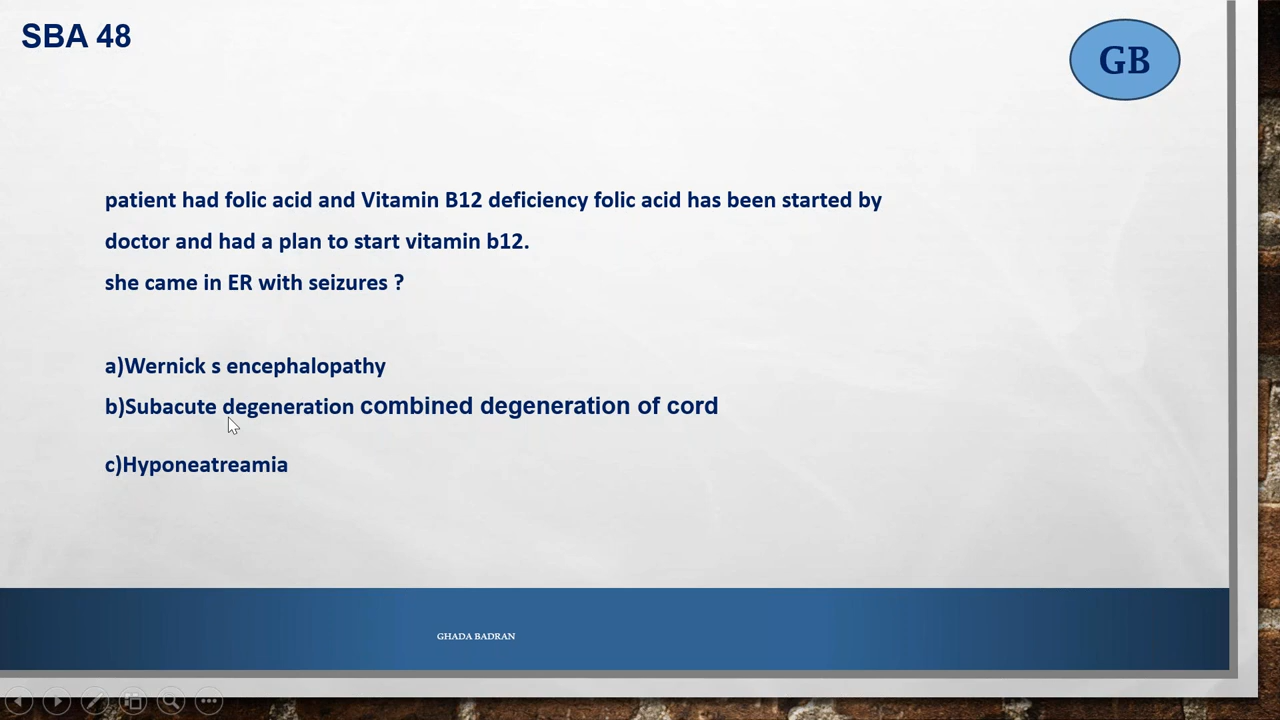 SBA 48
GB
patient had folic acid and Vitamin B12 deficiency folic acid has been started by
doctor and had a plan to start vitamin b12.
she came in ER with seizures ?
a)Wernick s encephalopathy
b)Subacute degeneration combined degeneration of cord
c)Hyponeatreamia
GHADA BADRAN